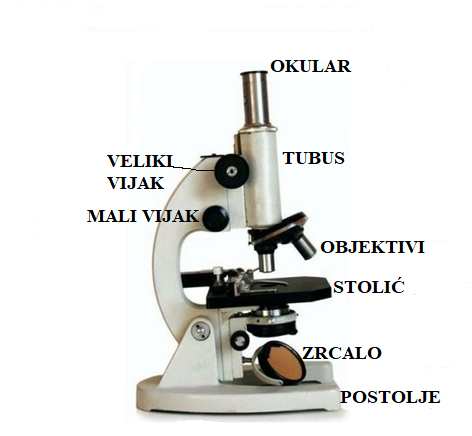 OKULAR
TUBUS
VELIKI
VIJAK
MALI VIJAK
OBJEKTIVI
STOLIĆ
ZRCALO
POSTOLJE